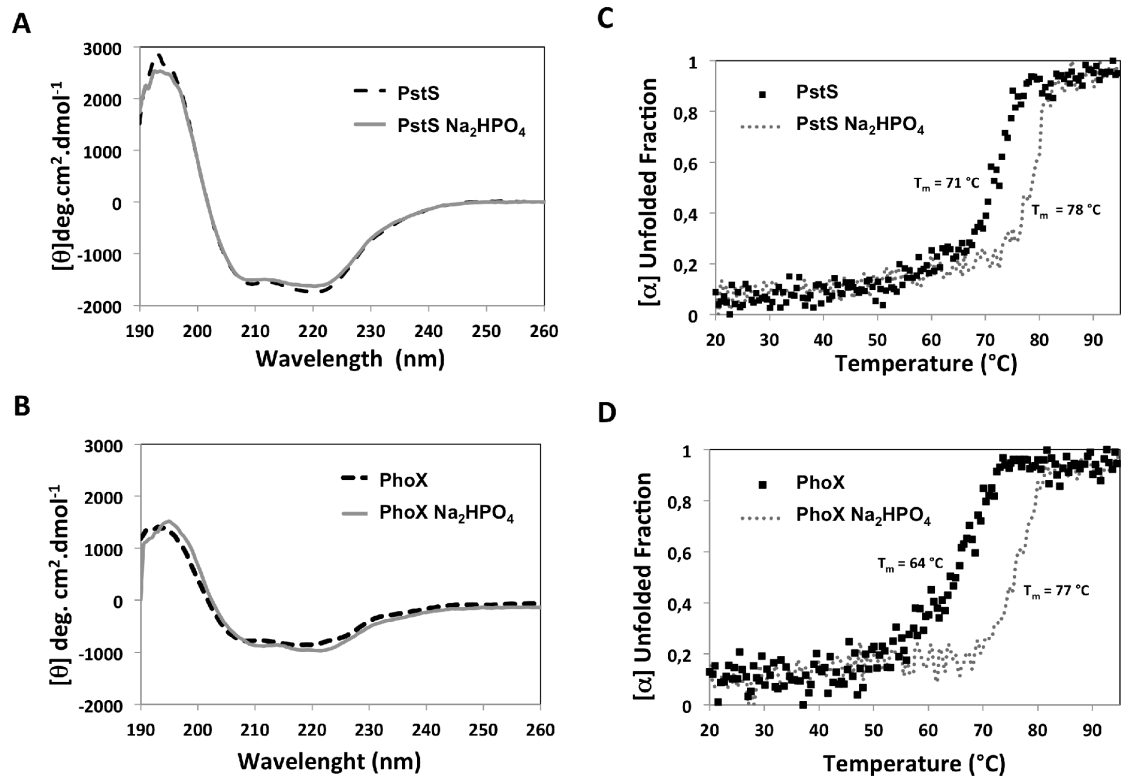 A
3000
2000
1000
0
-1000
-2000
[θ]deg.cm².dmol⁻¹
PstS
PstS Na₂HPO₄
190 200 210 220 230 240 250 260
Wavelength (nm)
C
1
0,8
0,6
0,4
0,2
0
[α] Unfolded Fraction
PstS
PstS Na₂HPO₄
Tₘ = 71 °C
Tₘ = 78 °C
20 30 40 50 60 70 80 90
Temperature (°C)
B
3000
2000
1000
0
-1000
-2000
[θ] deg. cm².dmol⁻¹
PhoX
PhoX Na₂HPO₄
190 200 210 220 230 240 250 260
Wavelenght (nm)
D
1
0,8
0,6
0,4
0,2
0
[α] Unfolded Fraction
PhoX
PhoX Na₂HPO₄
Tₘ = 64 °C
Tₘ = 77 °C
20 30 40 50 60 70 80 90
Temperature (°C)